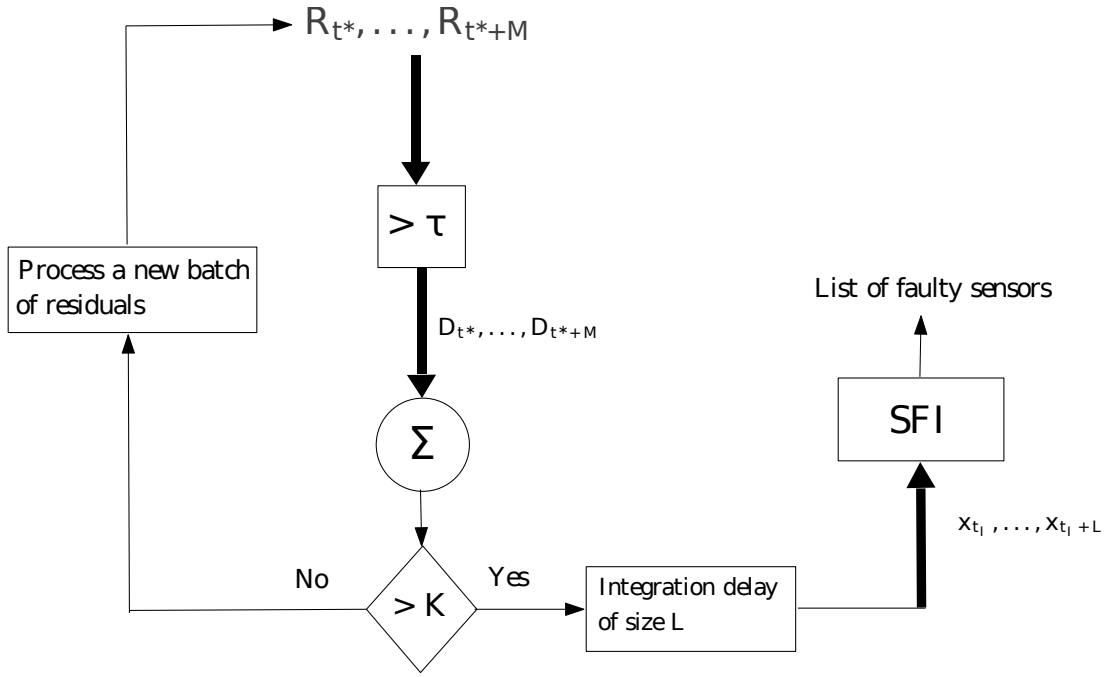 R_{t*}, . . . , R_{t*+M}
> τ
Process a new batch
of residuals
List of faulty sensors
D_{t*}, . . . , D_{t*+M}
Σ
SFI
x_{t_I}, . . . , x_{t_I+L}
No
> K
Yes
Integration delay
of size L